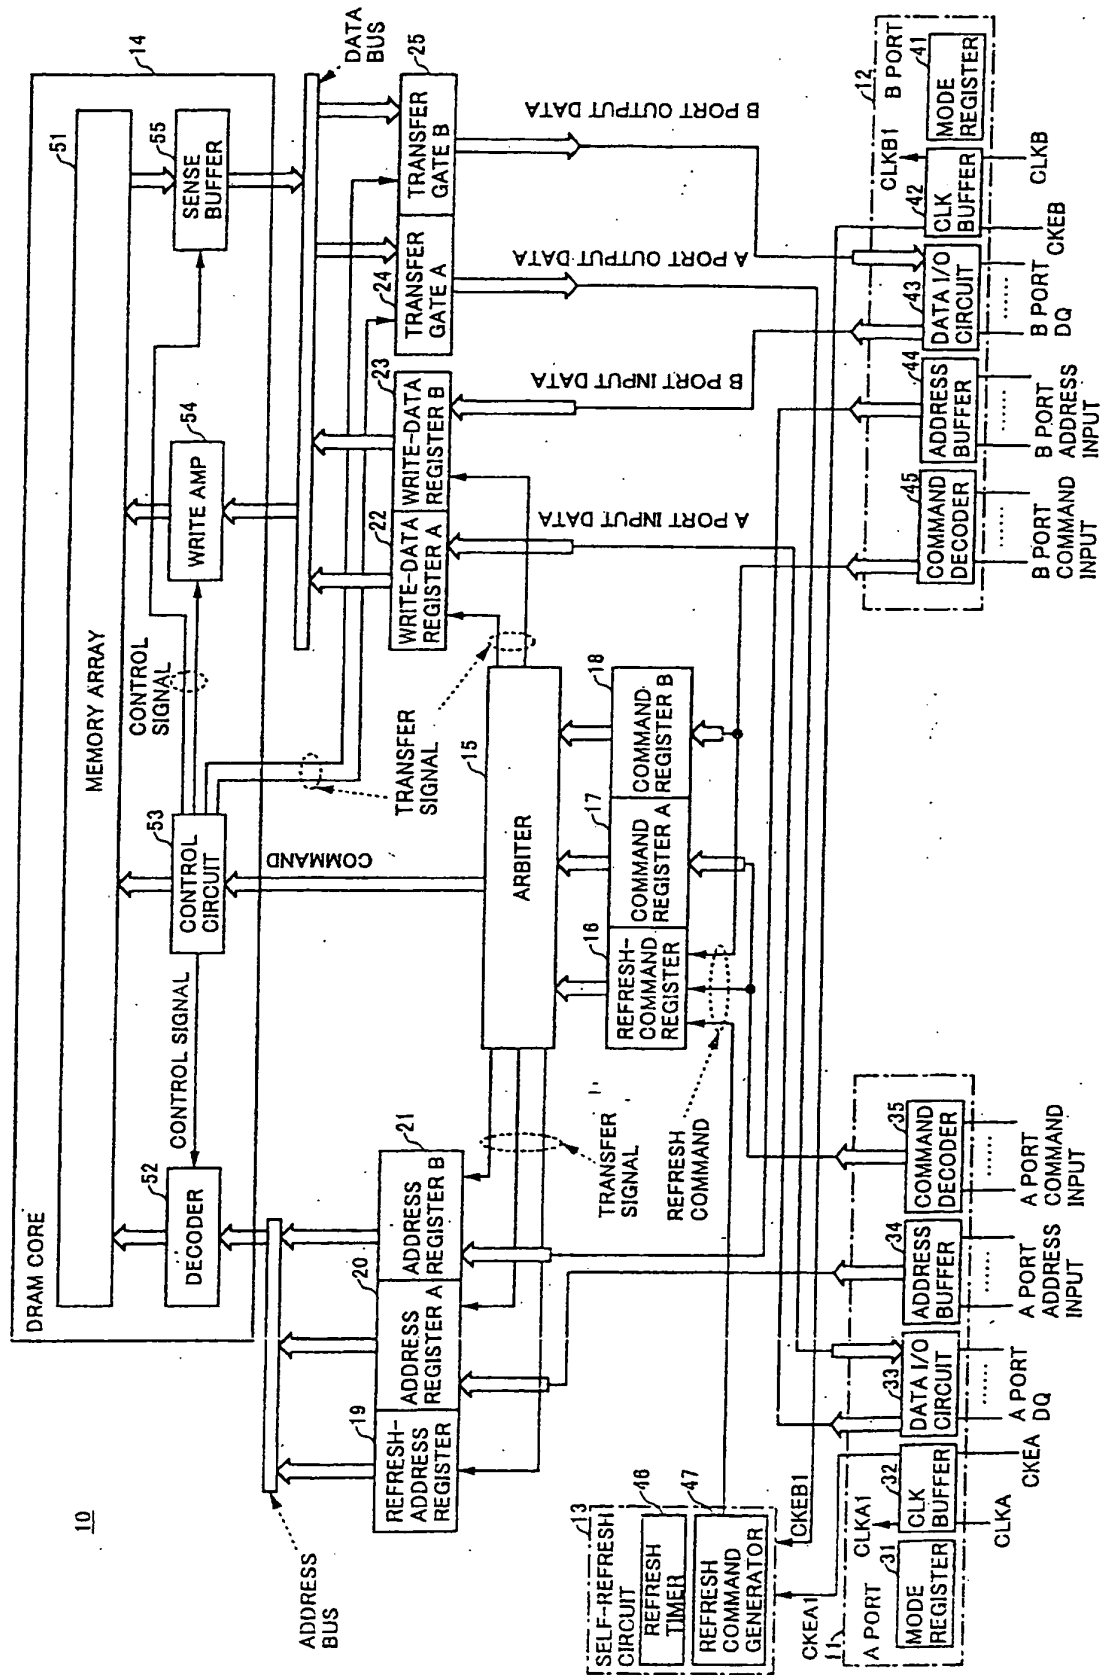 10
DRAM CORE
14
MEMORY ARRAY
51
DECODER
52
CONTROL SIGNAL
CONTROL
CIRCUIT
53
CONTROL
SIGNAL
WRITE AMP
54
SENSE
BUFFER
55
ADDRESS
BUS
DATA
BUS
REFRESH-
ADDRESS
REGISTER
19
ADDRESS
REGISTER A
20
ADDRESS
REGISTER B
21
COMMAND
TRANSFER
SIGNAL
WRITE-DATA
REGISTER A
22
WRITE-DATA
REGISTER B
23
TRANSFER
GATE A
24
TRANSFER
GATE B
25
TRANSFER
SIGNAL
ARBITER
15
TRANSFER
SIGNAL
REFRESH
COMMAND
REFRESH-
COMMAND
REGISTER
16
COMMAND
REGISTER A
17
COMMAND
REGISTER B
18
A PORT INPUT DATA
B PORT INPUT DATA
A PORT OUTPUT DATA
B PORT OUTPUT DATA
SELF-REFRESH
CIRCUIT
13
REFRESH
TIMER
46
REFRESH
COMMAND
GENERATOR
47
CKEA1
CKEB1
11
A PORT
MODE
REGISTER
31
CLKA1
CLK
BUFFER
32
DATA I/O
CIRCUIT
33
ADDRESS
BUFFER
34
COMMAND
DECODER
35
CLKA
CKEA
A PORT
DQ
A PORT
ADDRESS
INPUT
A PORT
COMMAND
INPUT
COMMAND
DECODER
45
ADDRESS
BUFFER
44
DATA I/O
CIRCUIT
43
CLK
BUFFER
42
CLKB1
MODE
REGISTER
41
B PORT
12
B PORT
COMMAND
INPUT
B PORT
ADDRESS
INPUT
B PORT
DQ
CKEB
CLKB